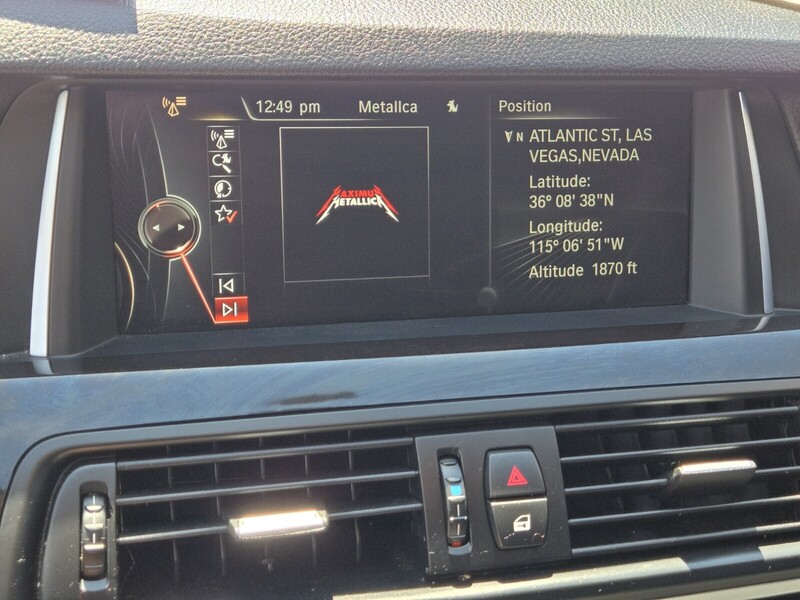 12:49 pm
Metallca
Position
N ATLANTIC ST, LAS
VEGAS,NEVADA
Latitude:
36° 08' 38"N
Longitude:
115° 06' 51"W
Altitude 1870 ft
MAXIMUM
METALLICA